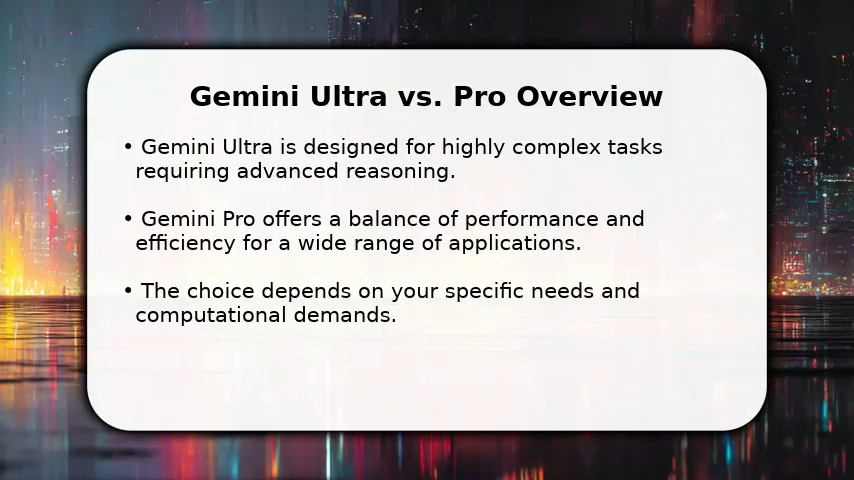 Gemini Ultra vs. Pro Overview
• Gemini Ultra is designed for highly complex tasks
requiring advanced reasoning.
• Gemini Pro offers a balance of performance and
efficiency for a wide range of applications.
• The choice depends on your specific needs and
computational demands.